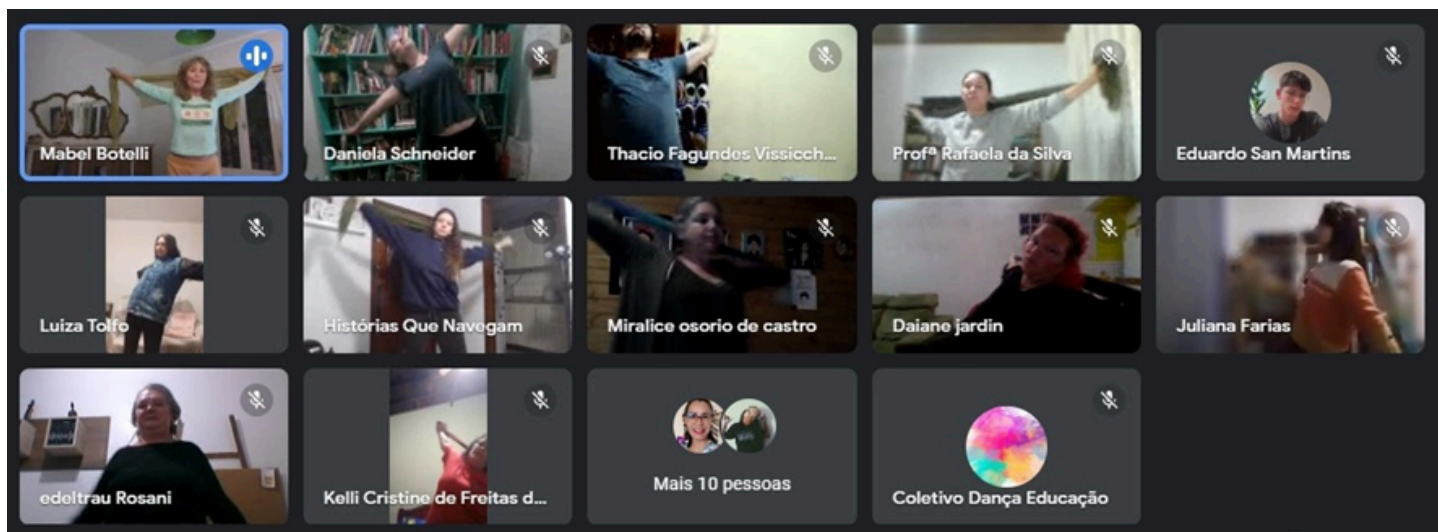 Mabel Botelli
Daniela Schneider
Thacio Fagundes Vissicch...
Profª Rafaela da Silva
Eduardo San Martins
Luiza Tolfo
Histórias Que Navegam
Miralice osorio de castro
Daiane jardin
Juliana Farias
edeltrau Rosani
Kelli Cristine de Freitas d...
Mais 10 pessoas
Coletivo Dança Educação